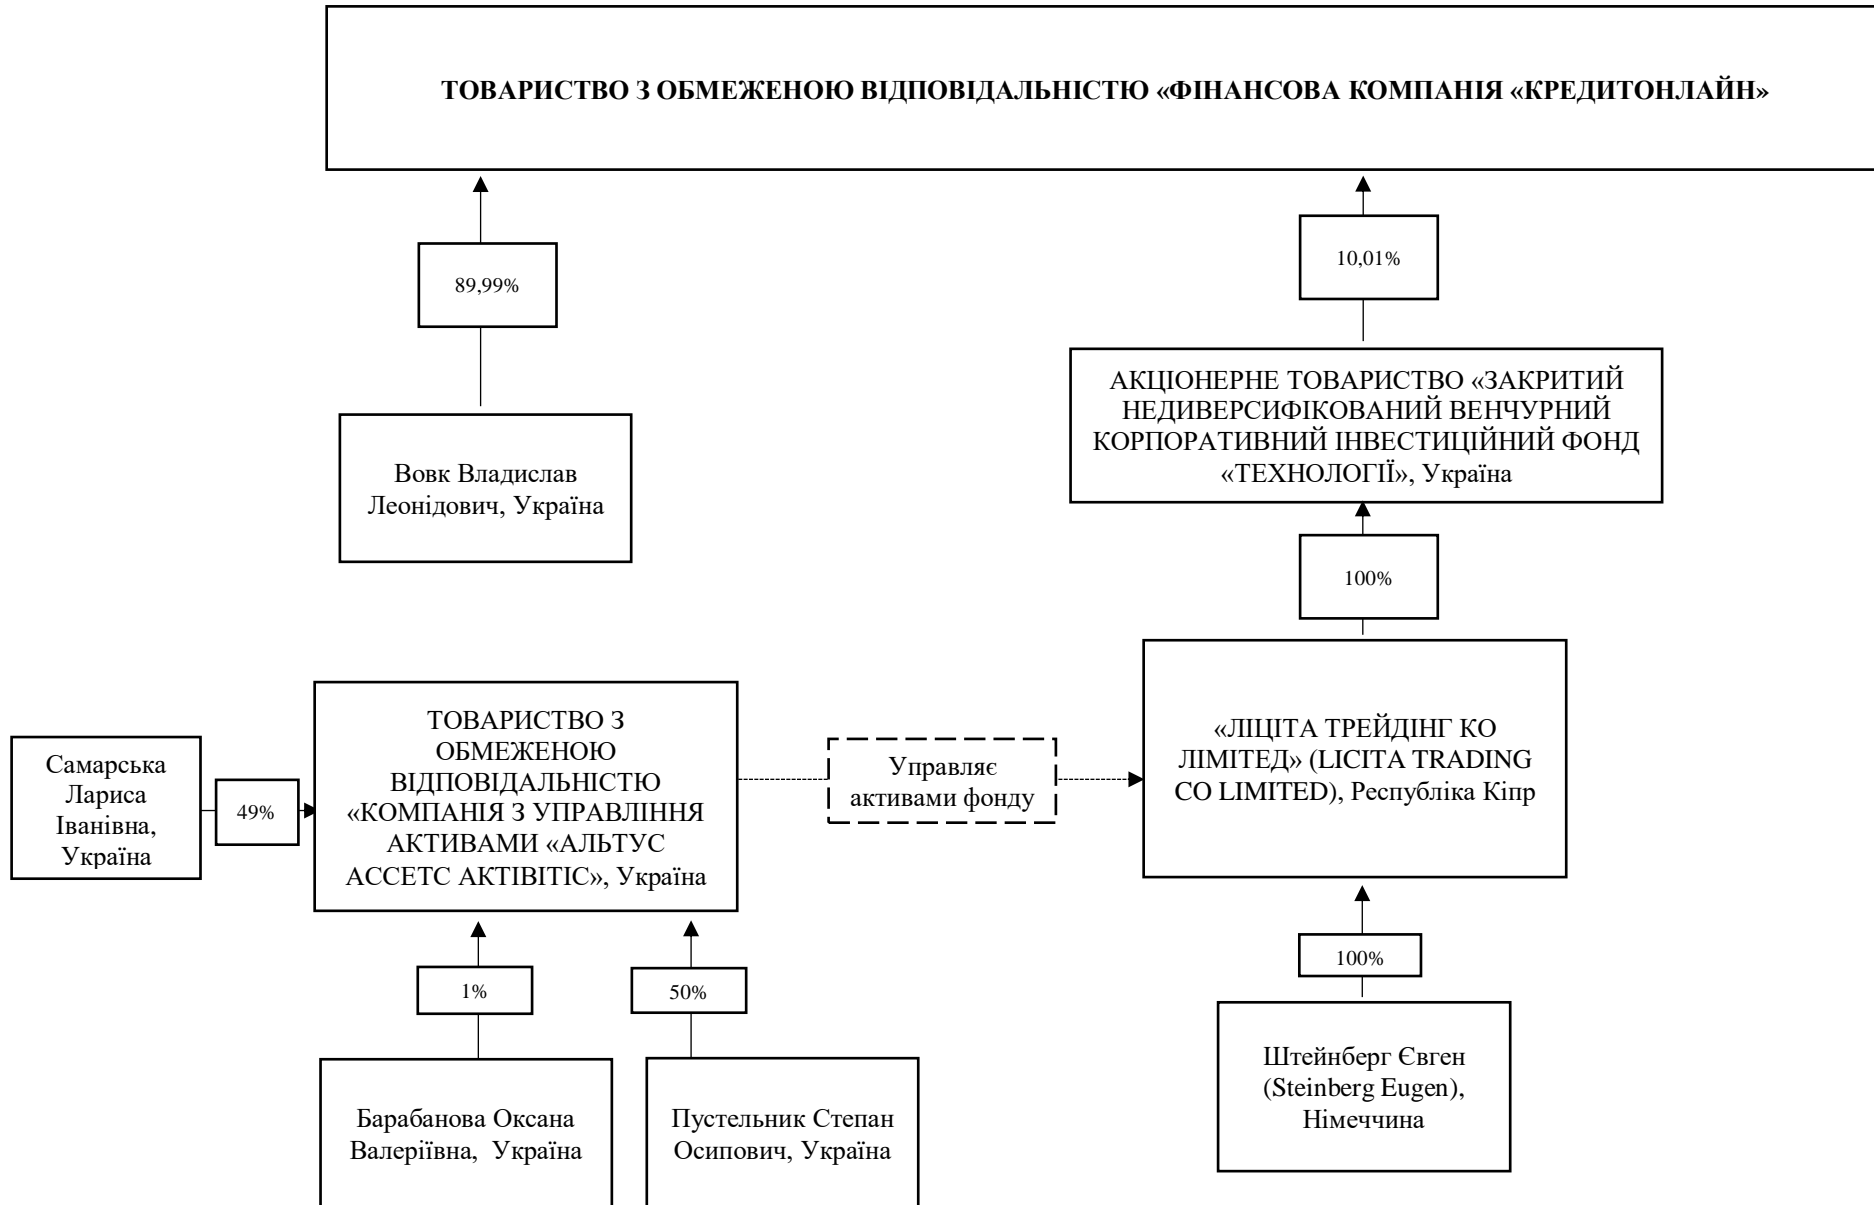 ТОВАРИСТВО З ОБМЕЖЕНОЮ ВІДПОВІДАЛЬНІСТЮ «ФІНАНСОВА КОМПАНІЯ «КРЕДИТОНЛАЙН»
89,99%
10,01%
Вовк Владислав
Леонідович, Україна
АКЦІОНЕРНЕ ТОВАРИСТВО «ЗАКРИТИЙ
НЕДИВЕРСИФІКОВАНИЙ ВЕНЧУРНИЙ
КОРПОРАТИВНИЙ ІНВЕСТИЦІЙНИЙ ФОНД
«ТЕХНОЛОГІЇ», Україна
100%
Самарська
Лариса
Іванівна,
Україна
49%
ТОВАРИСТВО З
ОБМЕЖЕНОЮ
ВІДПОВІДАЛЬНІСТЮ
«КОМПАНІЯ З УПРАВЛІННЯ
АКТИВАМИ «АЛЬТУС
АССЕТС АКТІВІТІС», Україна
Управляє
активами фонду
«ЛІЦІТА ТРЕЙДІНГ КО
ЛІМІТЕД» (LICITA TRADING
CO LIMITED), Республіка Кіпр
1%
50%
100%
Барабанова Оксана
Валеріївна, Україна
Пустельник Степан
Осипович, Україна
Штейнберг Євген
(Steinberg Eugen),
Німеччина